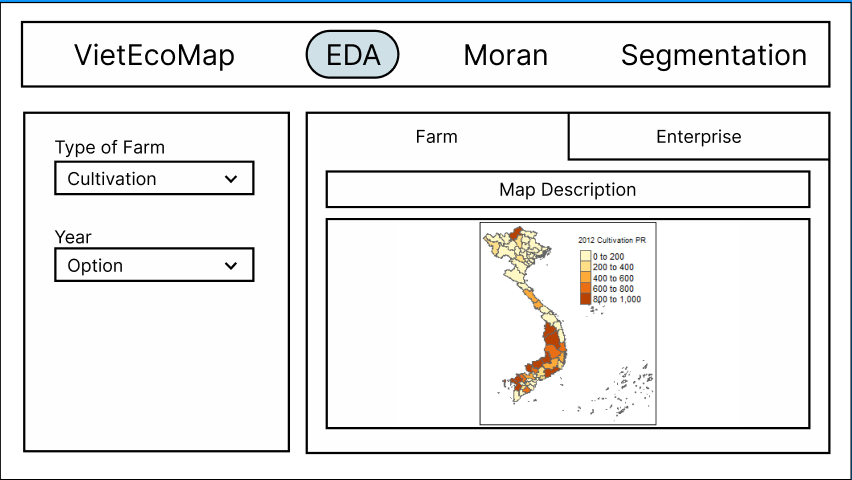 VietEcoMap EDA Moran Segmentation
Type of Farm
Cultivation
Year
Option
Farm Enterprise
Map Description
2012 Cultivation PR
0 to 200
200 to 400
400 to 600
600 to 800
800 to 1,000